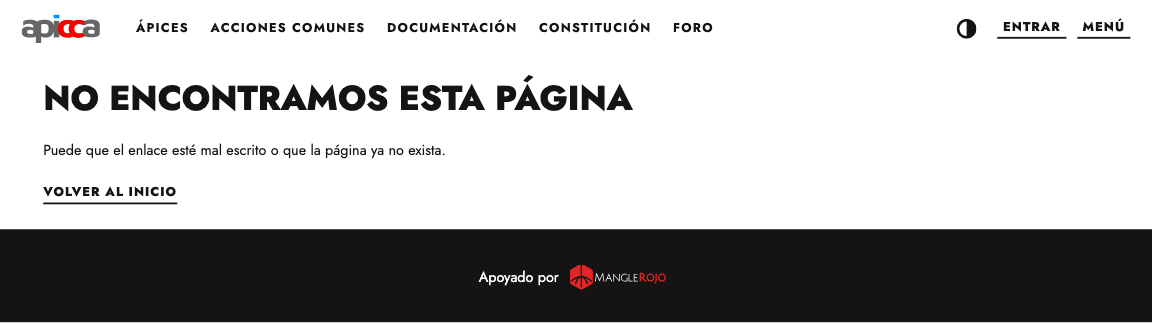 apicca ÁPICES ACCIONES COMUNES DOCUMENTACIÓN CONSTITUCIÓN FORO ENTRAR MENÚ
NO ENCONTRAMOS ESTA PÁGINA
Puede que el enlace esté mal escrito o que la página ya no exista.
VOLVER AL INICIO
Apoyado por MANGLEROJO